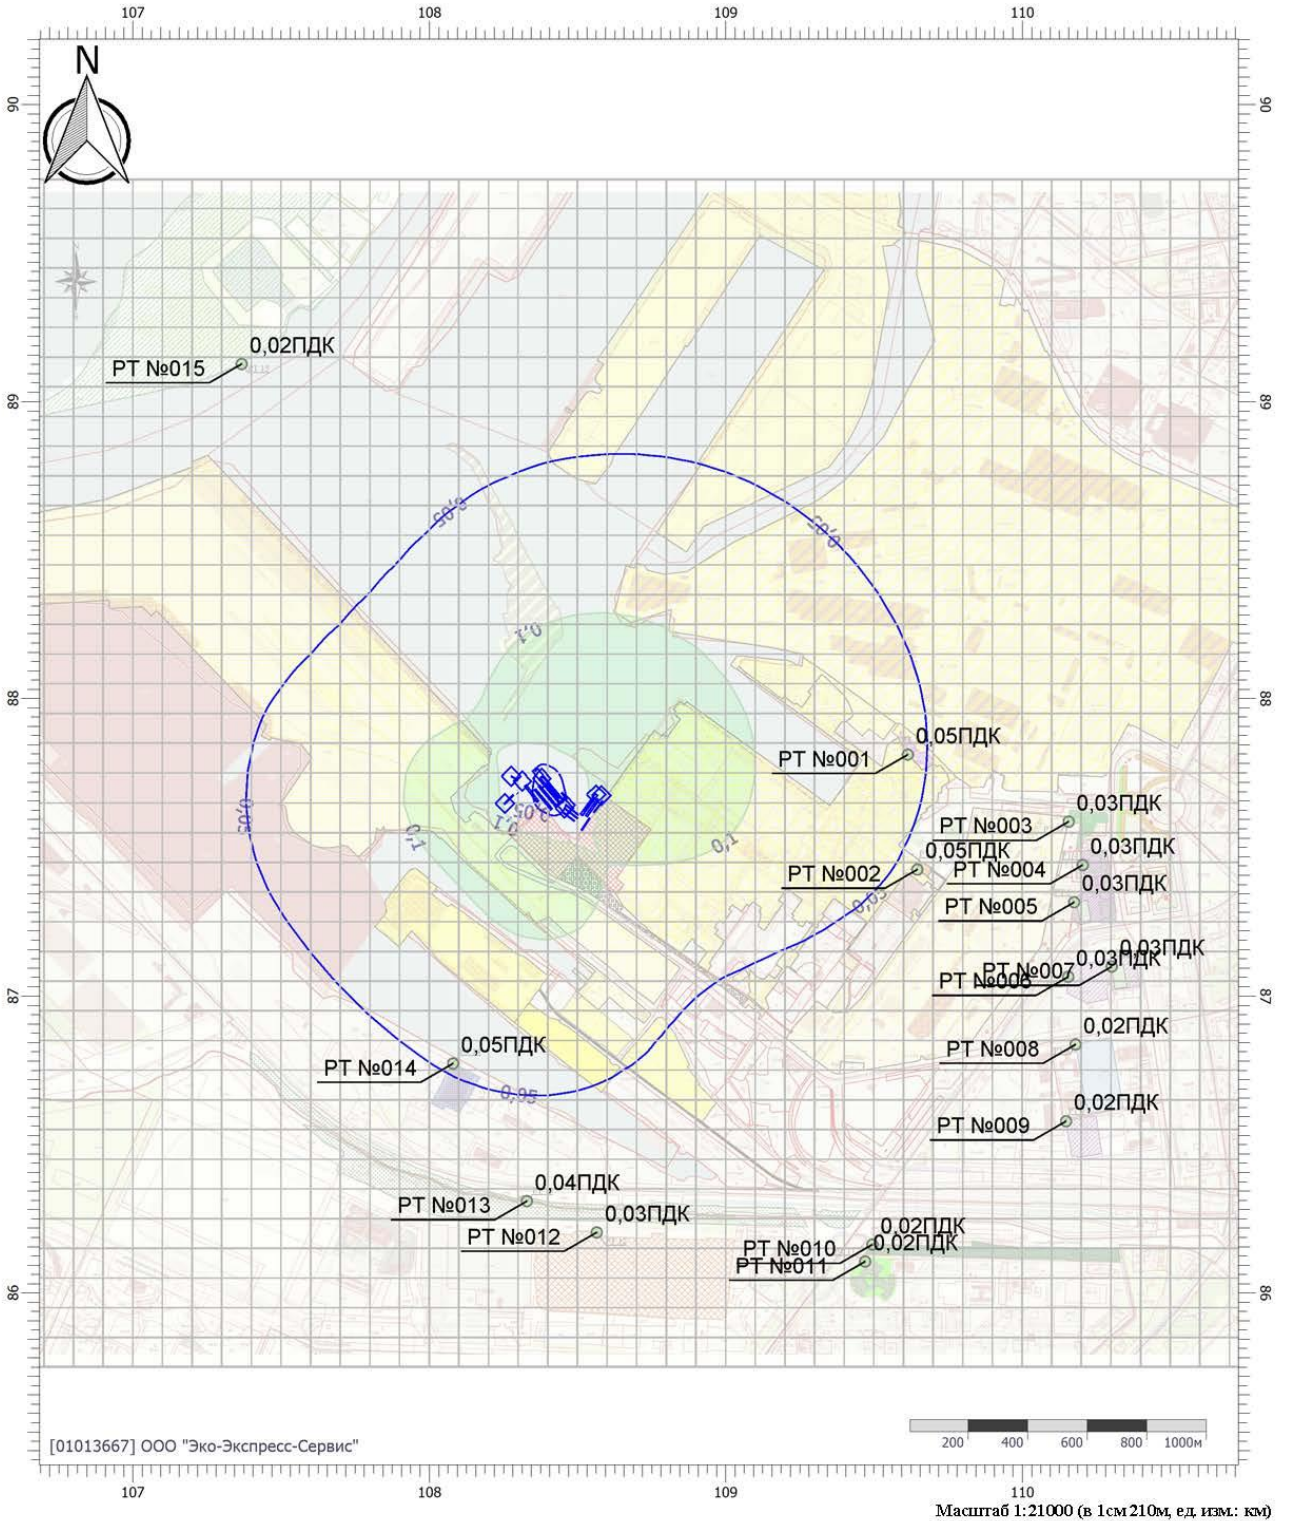 107 108 109 110
N
90 90
0,02ПДК
РТ №015
89 89
0,05 0,05
0,1
88 88
0,05ПДК
РТ №001
0,03ПДК
РТ №003
0,05 0,05 0,1 0,1 0,1
0,05ПДК
РТ №002
0,03ПДК
РТ №004
0,03ПДК
РТ №005
0,05
0,03ПДК
РТ №007
0,03ПДК
РТ №006
87 87
0,02ПДК
РТ №008
0,05ПДК
РТ №014
0,05
0,02ПДК
РТ №009
0,04ПДК
РТ №013
0,03ПДК
РТ №012
0,02ПДК
РТ №010
0,02ПДК
РТ №011
86 86
[01013667] ООО "Эко-Экспресс-Сервис"
200 400 600 800 1000м
107 108 109 110
Масштаб 1:21000 (в 1см 210м, ед. изм.: км)